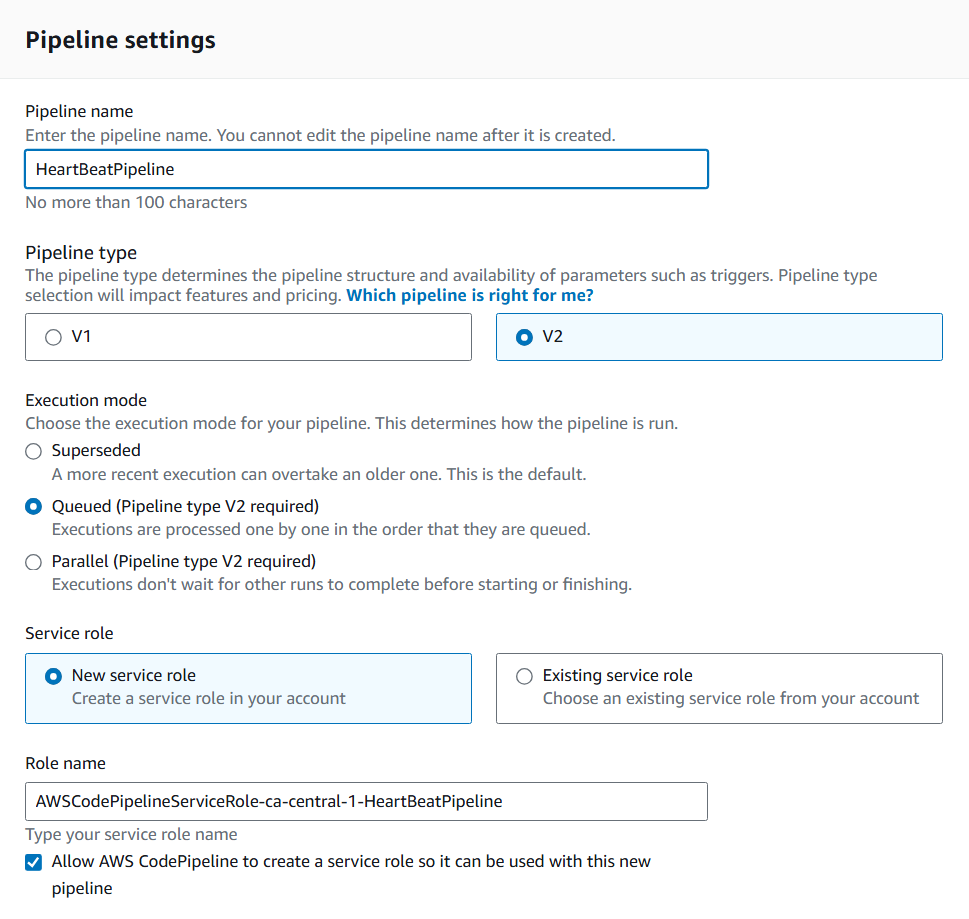 Pipeline settings
Pipeline name
Enter the pipeline name. You cannot edit the pipeline name after it is created.
HeartBeatPipeline
No more than 100 characters
Pipeline type
The pipeline type determines the pipeline structure and availability of parameters such as triggers. Pipeline type
selection will impact features and pricing. Which pipeline is right for me?
V1
V2
Execution mode
Choose the execution mode for your pipeline. This determines how the pipeline is run.
Superseded
A more recent execution can overtake an older one. This is the default.
Queued (Pipeline type V2 required)
Executions are processed one by one in the order that they are queued.
Parallel (Pipeline type V2 required)
Executions don't wait for other runs to complete before starting or finishing.
Service role
New service role
Create a service role in your account
Existing service role
Choose an existing service role from your account
Role name
AWSCodePipelineServiceRole-ca-central-1-HeartBeatPipeline
Type your service role name
Allow AWS CodePipeline to create a service role so it can be used with this new
pipeline